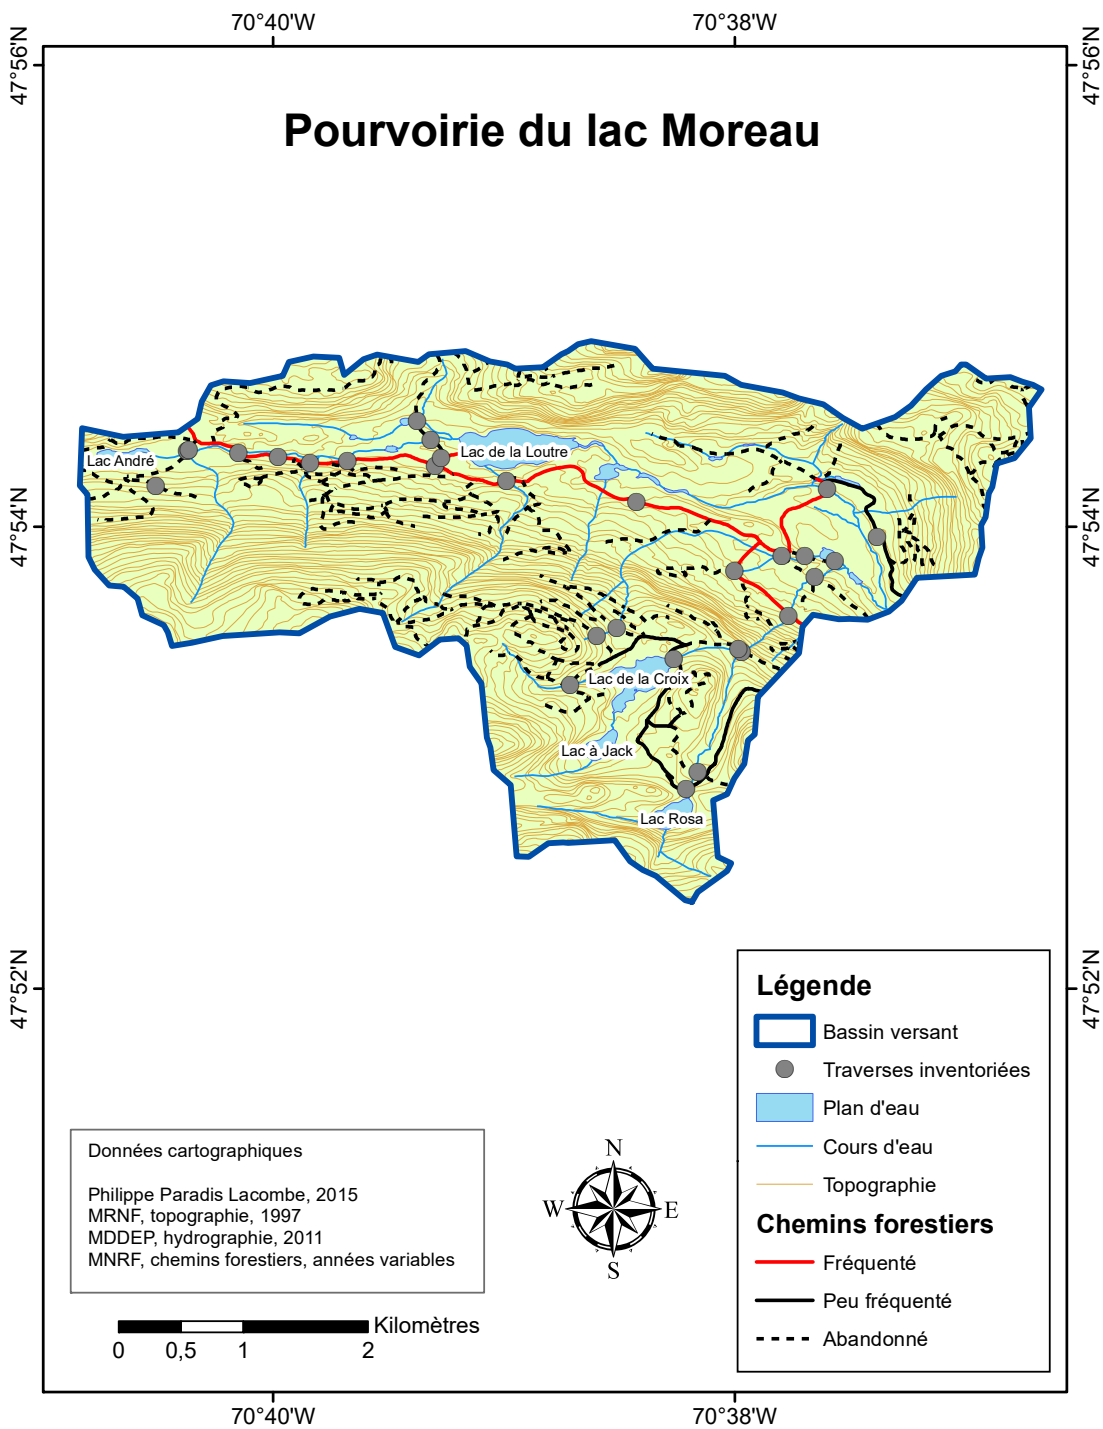 70°40'W
70°38'W
47°56'N
47°56'N
Pourvoirie du lac Moreau
Lac André
Lac de la Loutre
47°54'N
47°54'N
Lac de la Croix
Lac à Jack
Lac Rosa
47°52'N
47°52'N
Légende
Bassin versant
Traverses inventoriées
Plan d'eau
Cours d'eau
Topographie
Chemins forestiers
Fréquenté
Peu fréquenté
Abandonné
Données cartographiques
Philippe Paradis Lacombe, 2015
MRNF, topographie, 1997
MDDEP, hydrographie, 2011
MNRF, chemins forestiers, années variables
N
W
E
S
Kilomètres
0 0,5 1 2
70°40'W
70°38'W